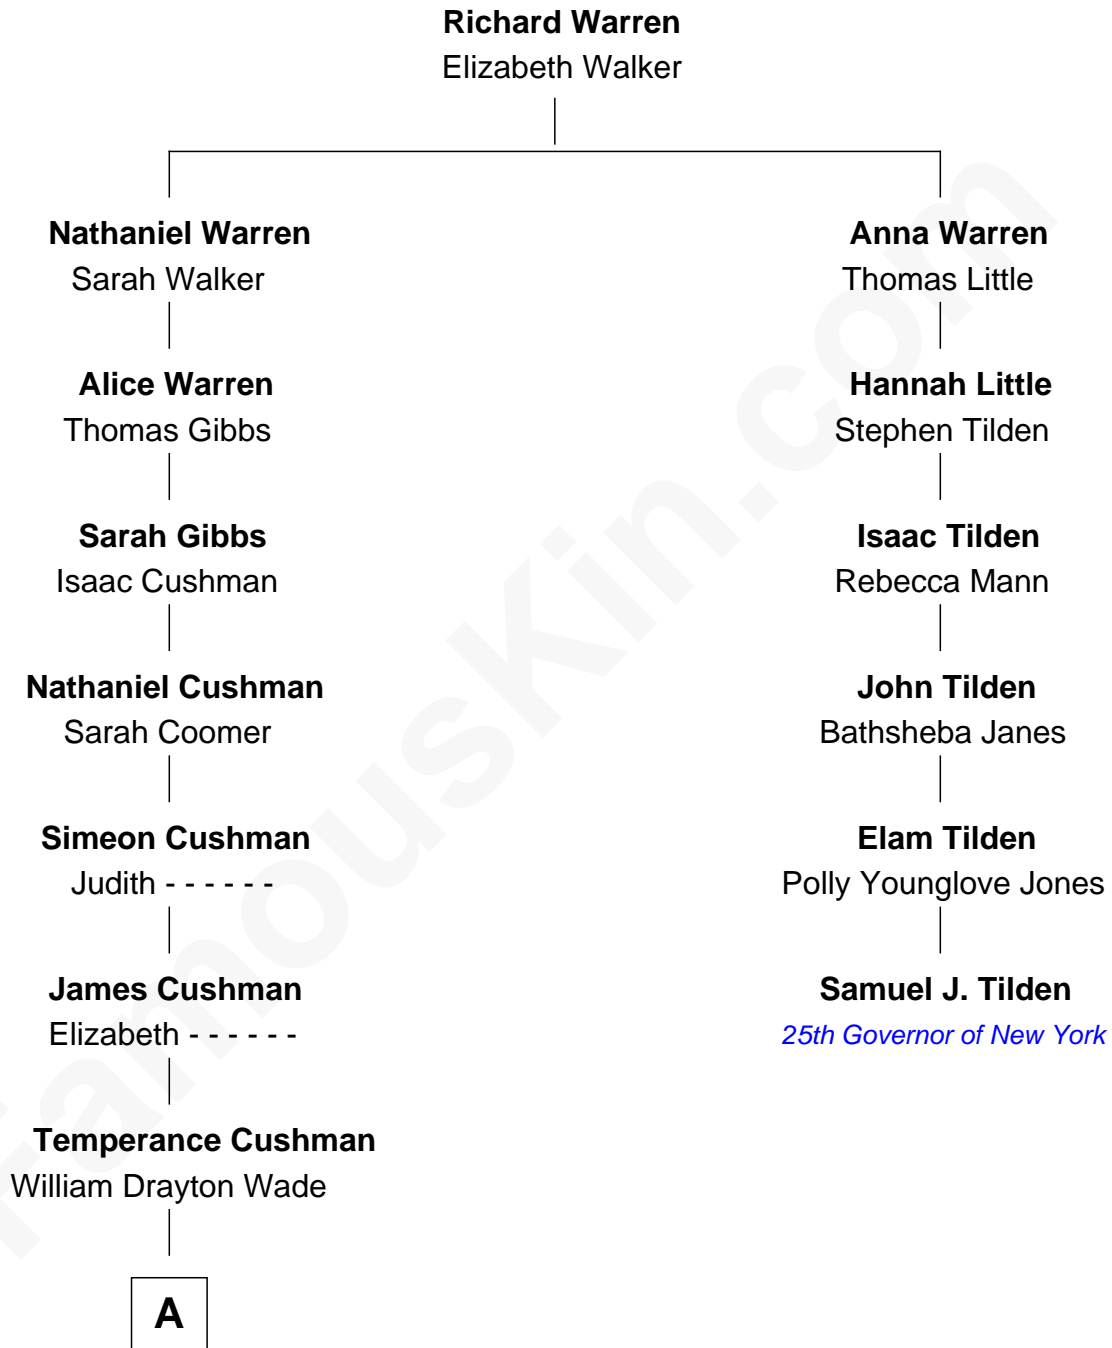 Richard Warren
Elizabeth Walker
Nathaniel Warren
Sarah Walker
Anna Warren
Thomas Little
Alice Warren
Thomas Gibbs
Hannah Little
Stephen Tilden
Sarah Gibbs
Isaac Cushman
Isaac Tilden
Rebecca Mann
Nathaniel Cushman
Sarah Coomer
John Tilden
Bathsheba Janes
Simeon Cushman
Judith - - - - - -
Elam Tilden
Polly Younglove Jones
James Cushman
Elizabeth - - - - - -
Samuel J. Tilden
25th Governor of New York
Temperance Cushman
William Drayton Wade
A
FamousKin.com